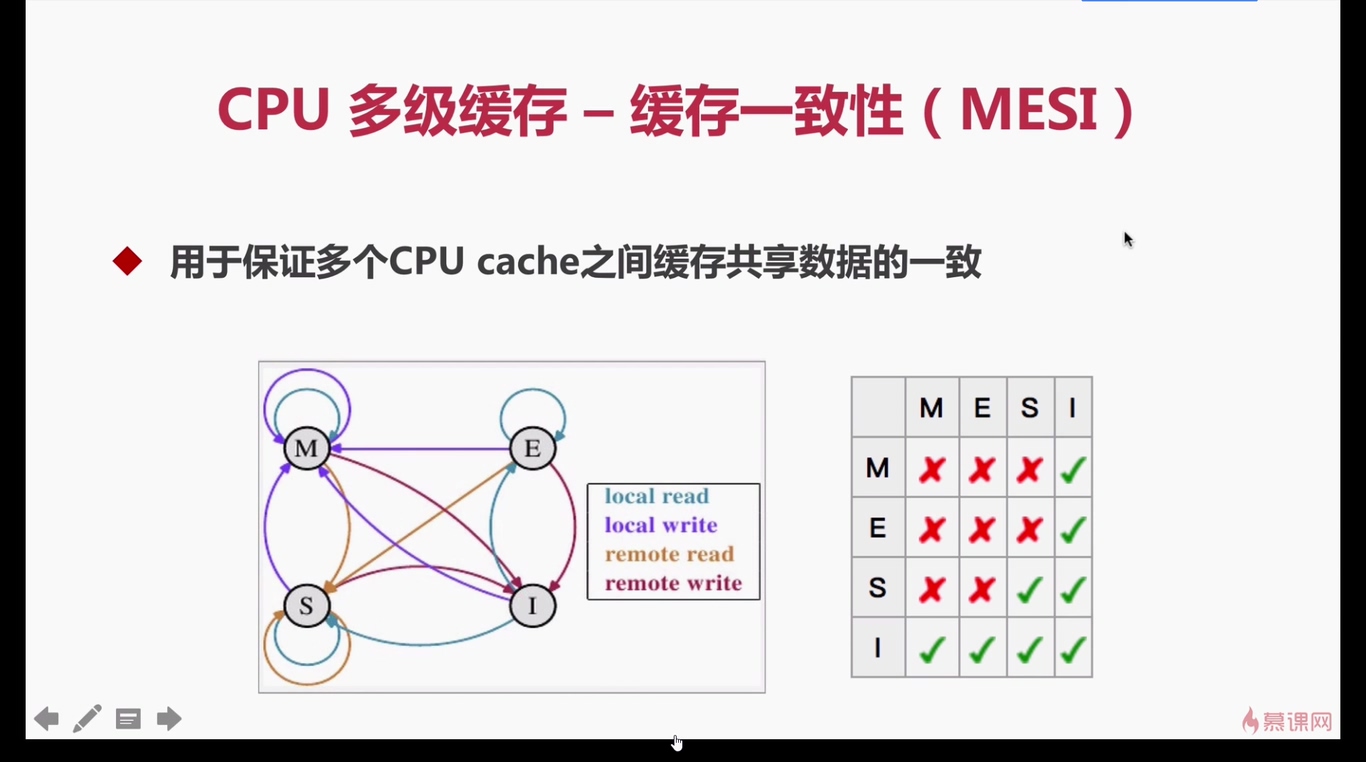 CPU 多级缓存 – 缓存一致性（MESI）
用于保证多个CPU cache之间缓存共享数据的一致
M E
S I
local read
local write
remote read
remote write
M E S I
M ✘ ✘ ✘ ✓
E ✘ ✘ ✘ ✓
S ✘ ✘ ✓ ✓
I ✓ ✓ ✓ ✓
慕课网